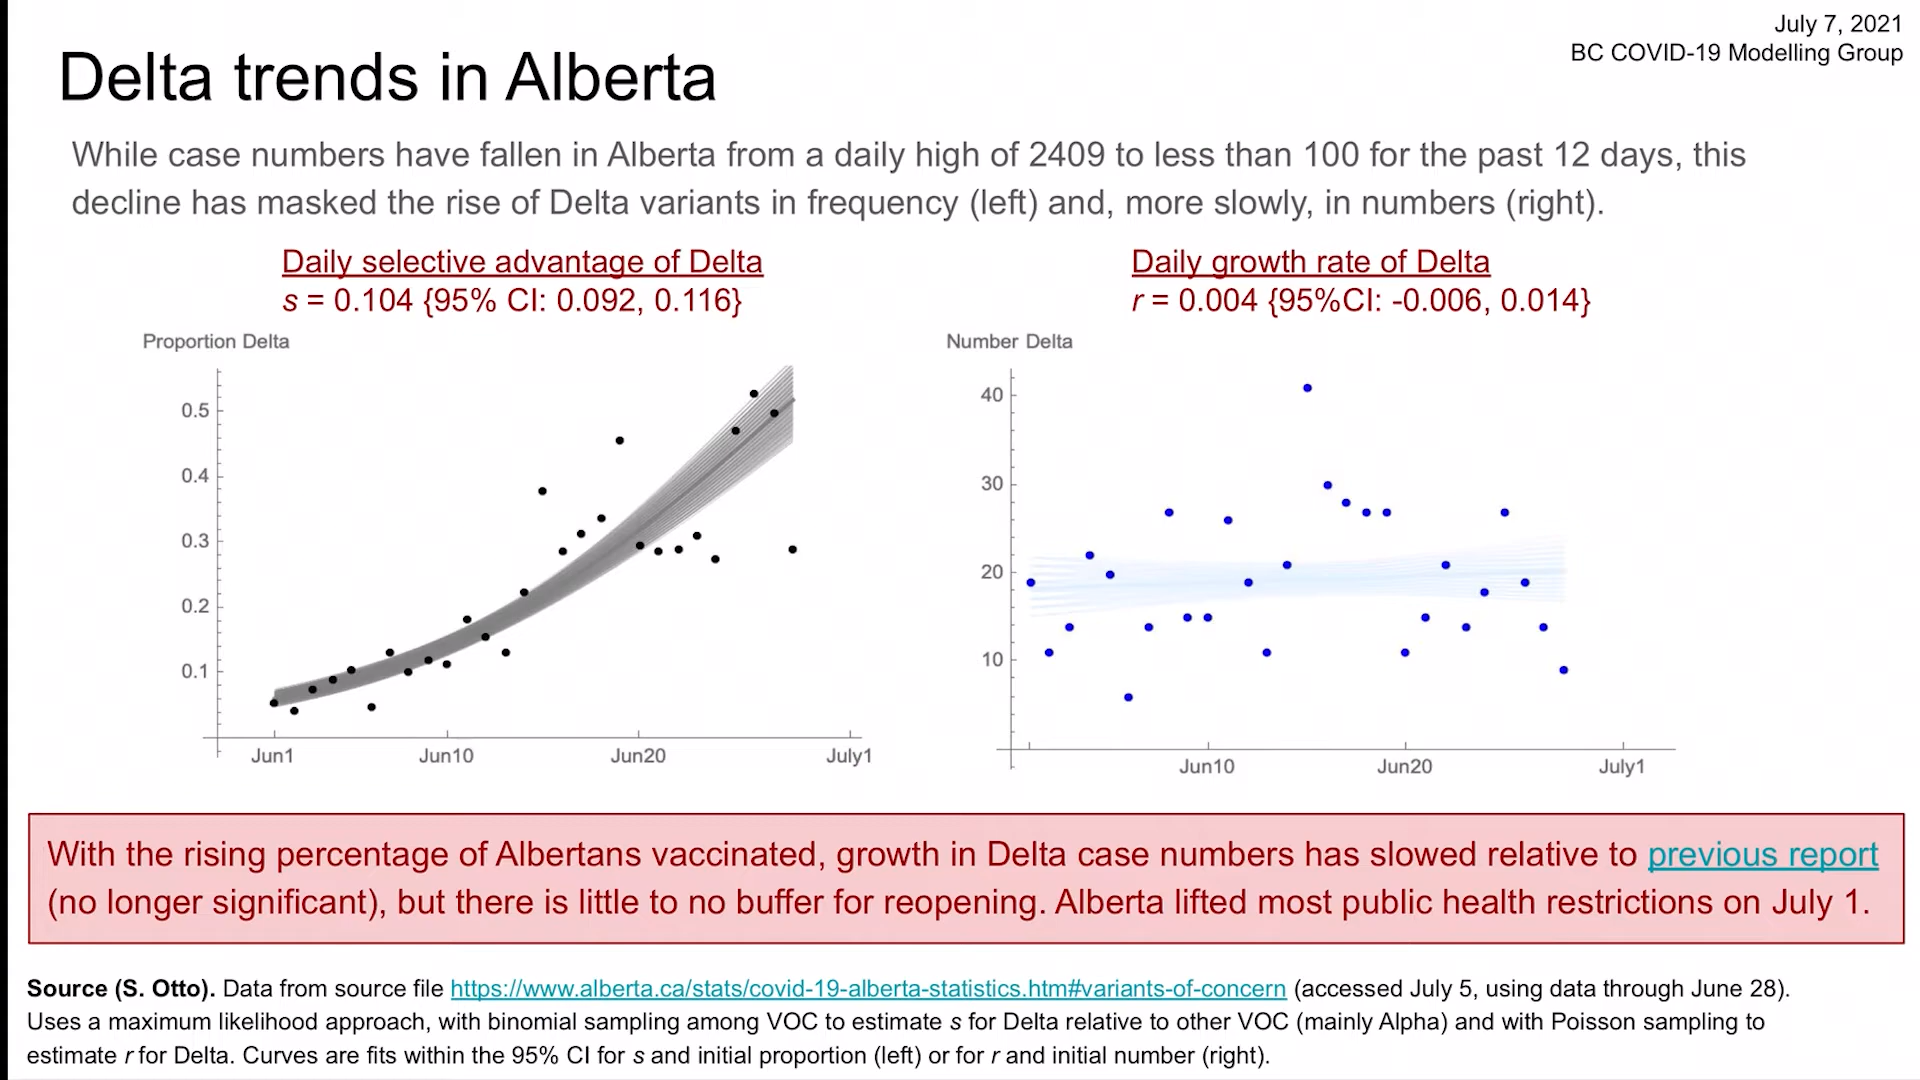 July 7, 2021
BC COVID-19 Modelling Group
Delta trends in Alberta
While case numbers have fallen in Alberta from a daily high of 2409 to less than 100 for the past 12 days, this
decline has masked the rise of Delta variants in frequency (left) and, more slowly, in numbers (right).
Daily selective advantage of Delta
s = 0.104 {95% CI: 0.092, 0.116}
Proportion Delta
0.5
0.4
0.3
0.2
0.1
Jun1 Jun10 Jun20 July1
Daily growth rate of Delta
r = 0.004 {95%CI: -0.006, 0.014}
Number Delta
40
30
20
10
Jun10 Jun20 July1
With the rising percentage of Albertans vaccinated, growth in Delta case numbers has slowed relative to previous report
(no longer significant), but there is little to no buffer for reopening. Alberta lifted most public health restrictions on July 1.
Source (S. Otto). Data from source file https://www.alberta.ca/stats/covid-19-alberta-statistics.htm#variants-of-concern (accessed July 5, using data through June 28).
Uses a maximum likelihood approach, with binomial sampling among VOC to estimate s for Delta relative to other VOC (mainly Alpha) and with Poisson sampling to
estimate r for Delta. Curves are fits within the 95% CI for s and initial proportion (left) or for r and initial number (right).